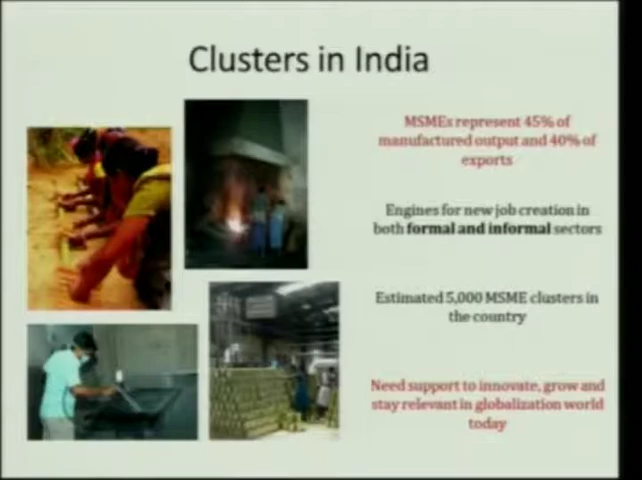 Clusters in India
MSMEs represent 45% of
manufactured output and 40% of
exports
Engines for new job creation in
both formal and informal sectors
Estimated 5,000 MSME clusters in
the country
Need support to innovate, grow and
stay relevant in globalization world
today